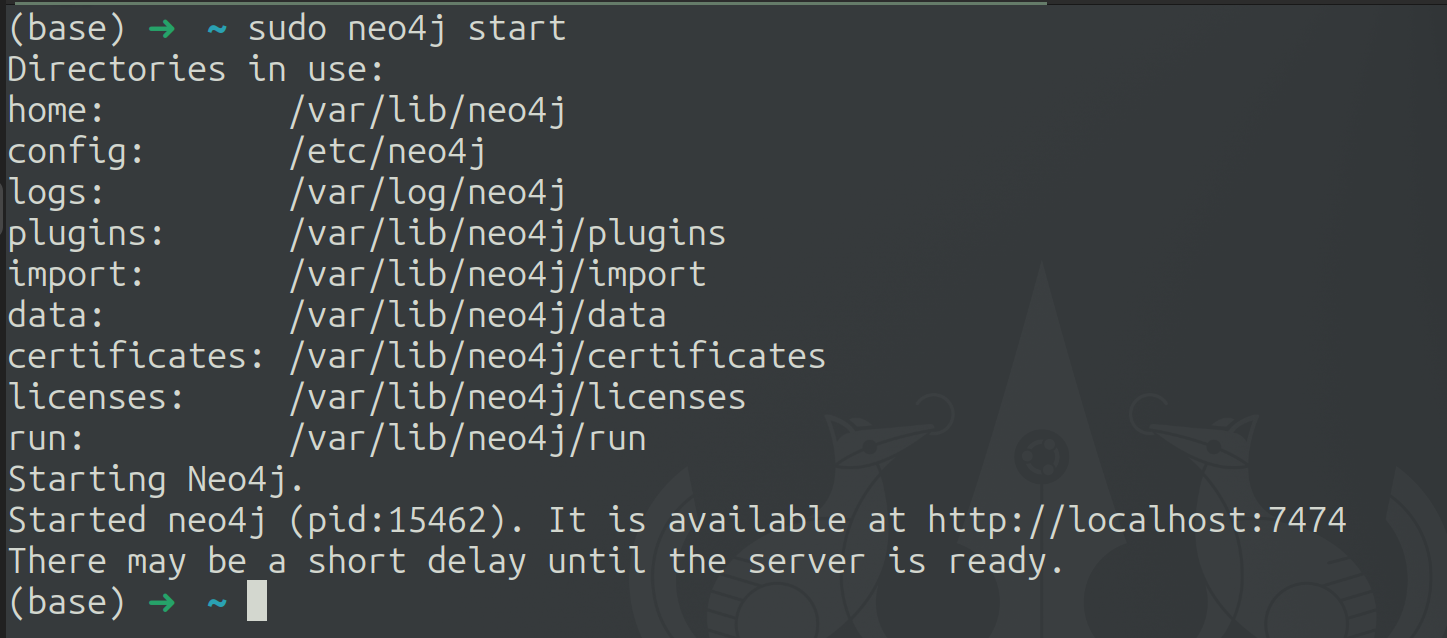 (base) ➜ ~ sudo neo4j start
Directories in use:
home:         /var/lib/neo4j
config:       /etc/neo4j
logs:         /var/log/neo4j
plugins:      /var/lib/neo4j/plugins
import:       /var/lib/neo4j/import
data:         /var/lib/neo4j/data
certificates: /var/lib/neo4j/certificates
licenses:     /var/lib/neo4j/licenses
run:          /var/lib/neo4j/run
Starting Neo4j.
Started neo4j (pid:15462). It is available at http://localhost:7474
There may be a short delay until the server is ready.
(base) ➜ ~